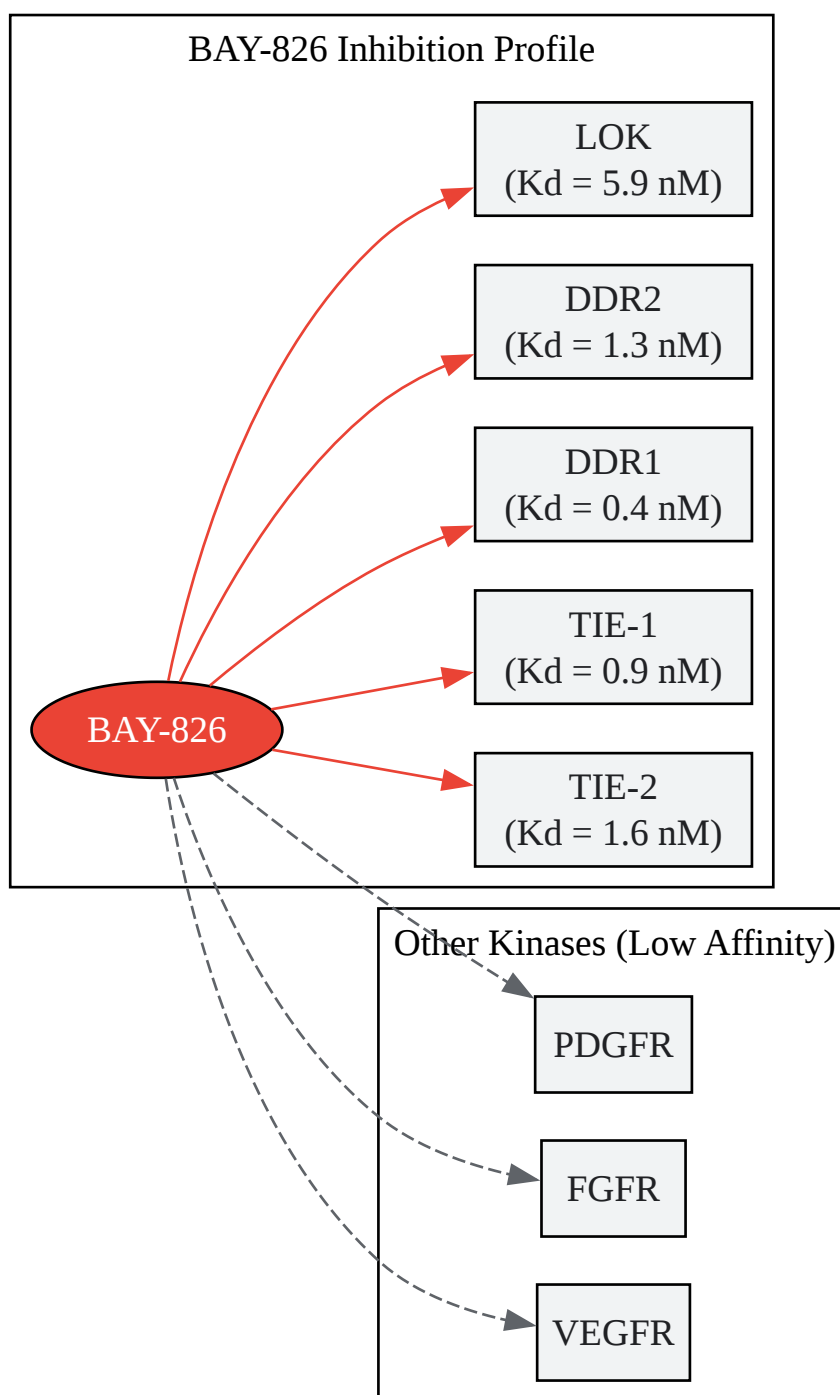 BAY-826 Inhibition Profile
LOK
(Kd = 5.9 nM)
DDR2
(Kd = 1.3 nM)
DDR1
(Kd = 0.4 nM)
TIE-1
(Kd = 0.9 nM)
BAY-826
TIE-2
(Kd = 1.6 nM)
Other Kinases (Low Affinity)
PDGFR
FGFR
VEGFR